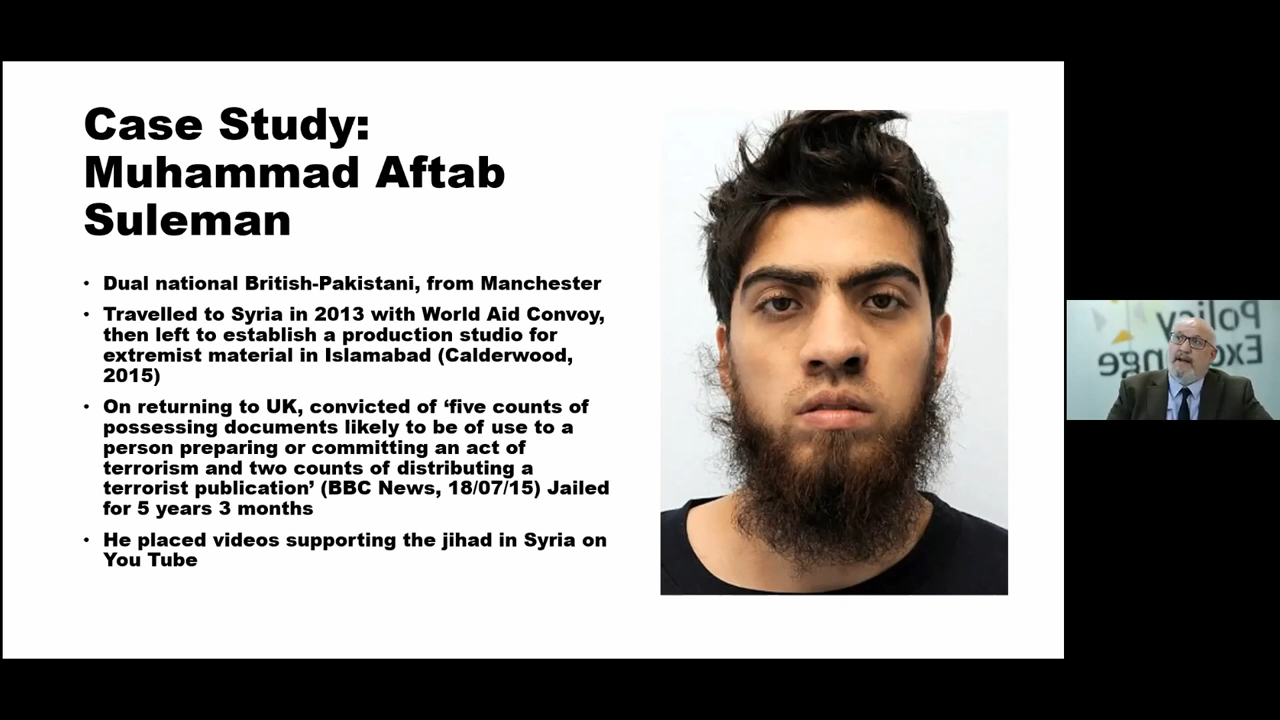 Case Study:
Muhammad Aftab
Suleman
• Dual national British-Pakistani, from Manchester
• Travelled to Syria in 2013 with World Aid Convoy,
then left to establish a production studio for
extremist material in Islamabad (Calderwood,
2015)
• On returning to UK, convicted of ‘five counts of
possessing documents likely to be of use to a
person preparing or committing an act of
terrorism and two counts of distributing a
terrorist publication’ (BBC News, 18/07/15) Jailed
for 5 years 3 months
• He placed videos supporting the jihad in Syria on
You Tube
Policy
Exchange